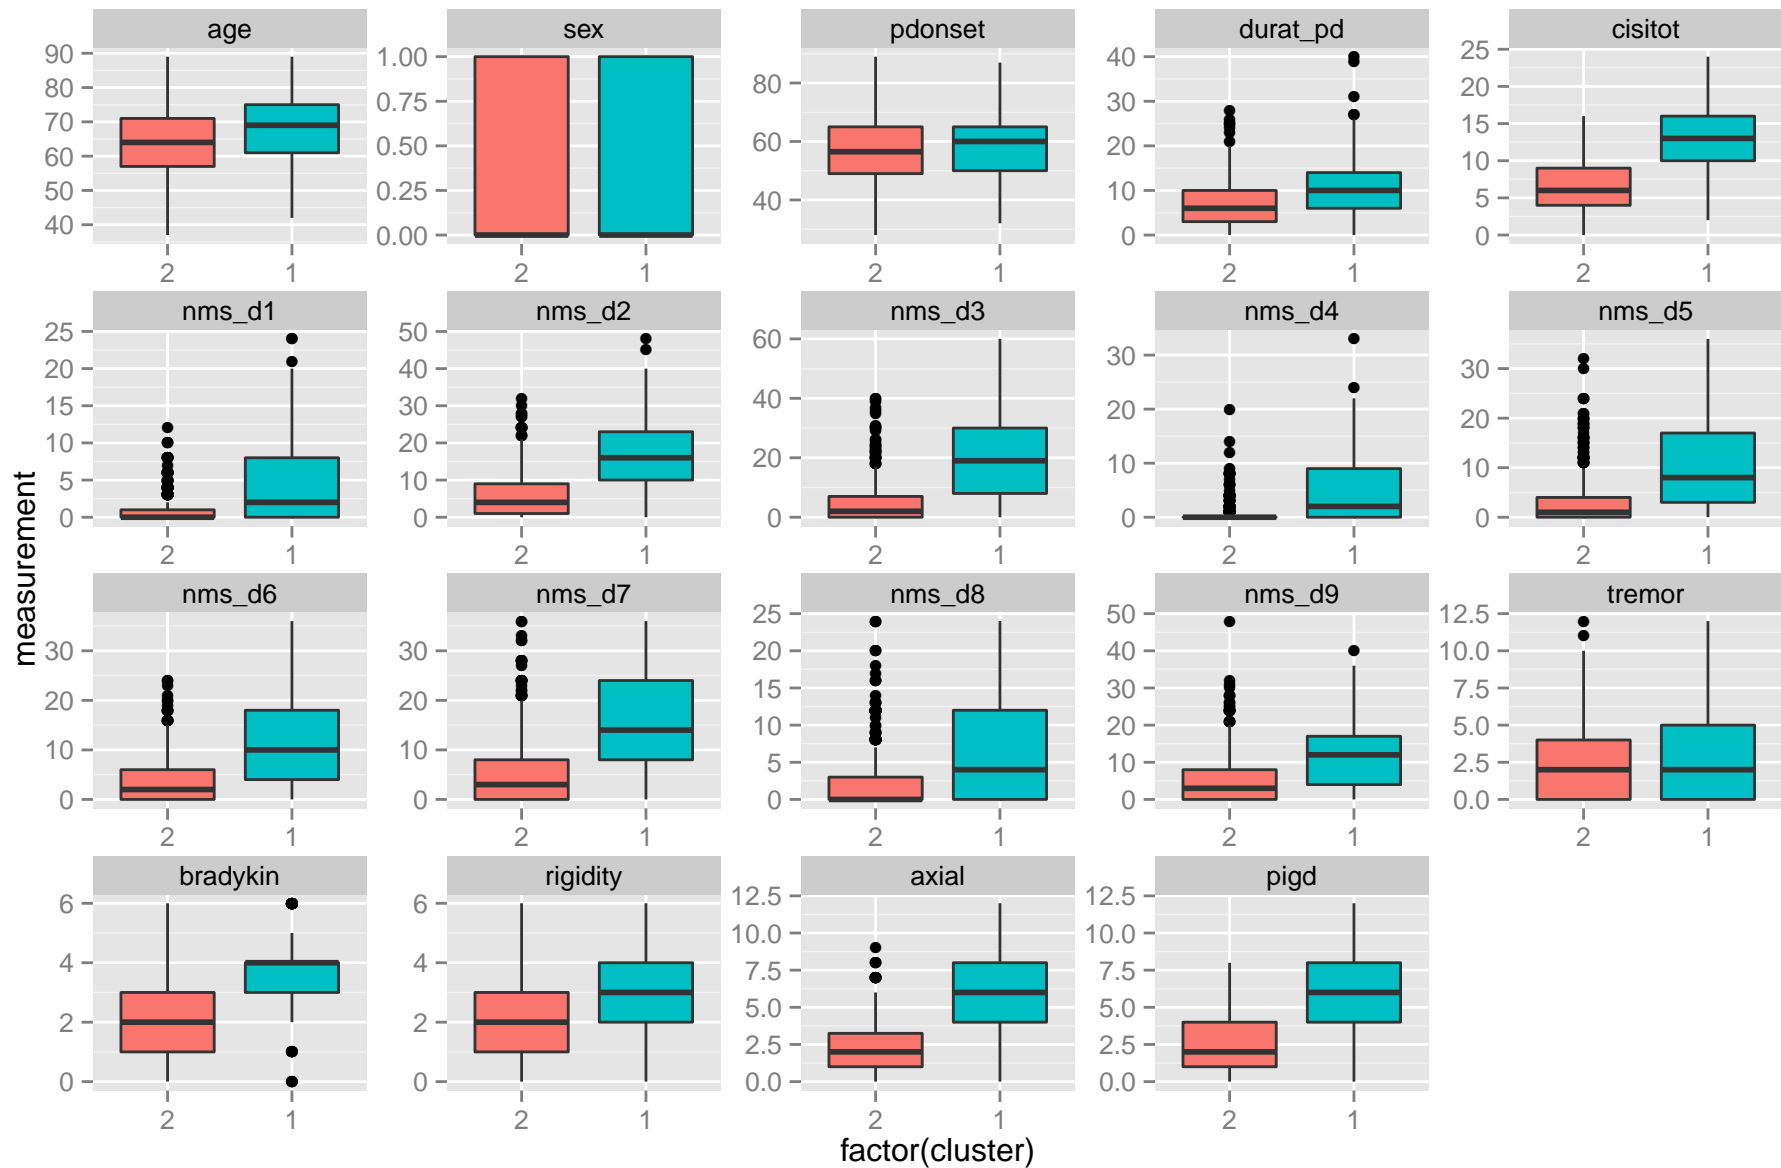 age sex pdonset durat_pd cisitot
90 80 70 60 50 40
1.00 0.75 0.50 0.25 0.00
80 60 40
40 30 20 10 0
25 20 15 10 5 0
2 1 2 1 2 1 2 1 2 1
nms_d1 nms_d2 nms_d3 nms_d4 nms_d5
25 20 15 10 5 0
50 40 30 20 10 0
60 40 20 0
30 20 10 0
30 20 10 0
2 1 2 1 2 1 2 1 2 1
measurement
nms_d6 nms_d7 nms_d8 nms_d9 tremor
30 20 10 0
30 20 10 0
25 20 15 10 5 0
50 40 30 20 10 0
12.5 10.0 7.5 5.0 2.5 0.0
2 1 2 1 2 1 2 1 2 1
bradykin rigidity axial pigd
6 4 2 0
6 4 2 0
12.5 10.0 7.5 5.0 2.5 0.0
12.5 10.0 7.5 5.0 2.5 0.0
2 1 2 1 2 1 2 1
factor(cluster)